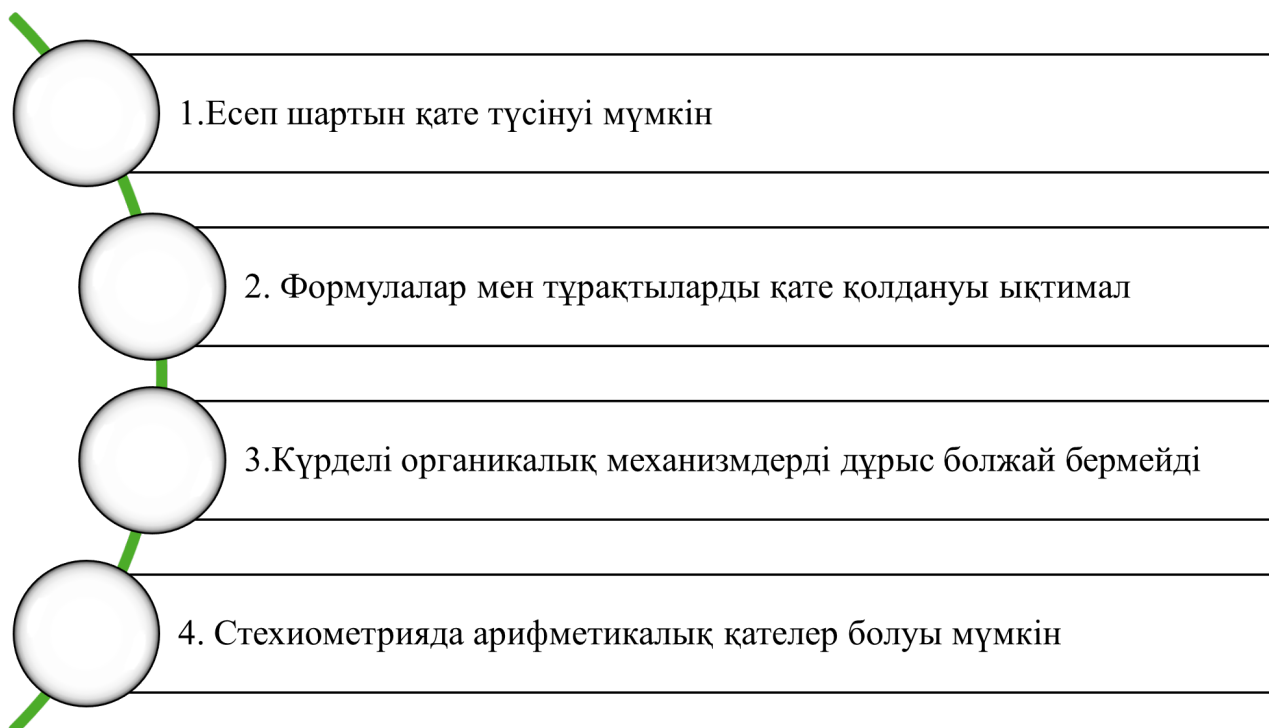 1.Есеп шартын қате түсінуі мүмкін
2. Формулалар мен тұрақтыларды қате қолдануы ықтимал
3.Күрделі органикалық механизмдерді дұрыс болжай бермейді
4. Стехиометрияда арифметикалық қателер болуы мүмкін